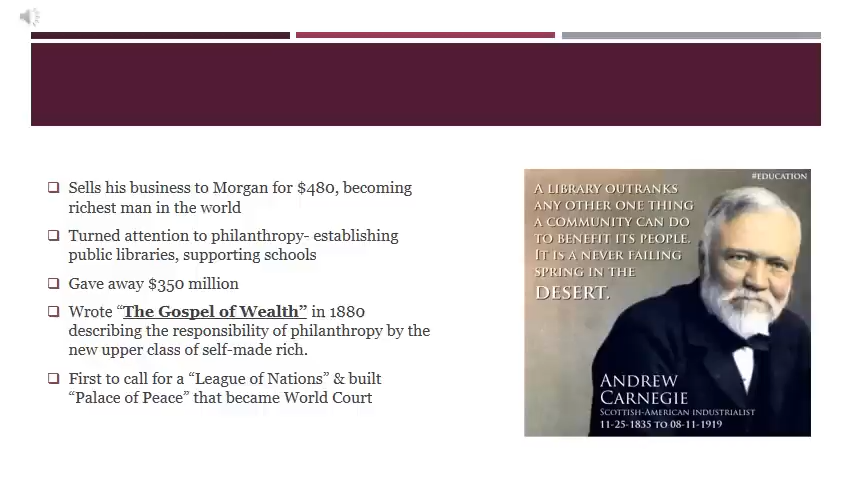 Sells his business to Morgan for $480, becoming
richest man in the world
Turned attention to philanthropy- establishing
public libraries, supporting schools
Gave away $350 million
Wrote “The Gospel of Wealth” in 1880
describing the responsibility of philanthropy by the
new upper class of self-made rich.
First to call for a “League of Nations” & built
“Palace of Peace” that became World Court
#EDUCATION
A LIBRARY OUTRANKS
ANY OTHER ONE THING
A COMMUNITY CAN DO
TO BENEFIT ITS PEOPLE.
IT IS A NEVER FAILING
SPRING IN THE
DESERT.
ANDREW
CARNEGIE
SCOTTISH-AMERICAN INDUSTRIALIST
11-25-1835 TO 08-11-1919